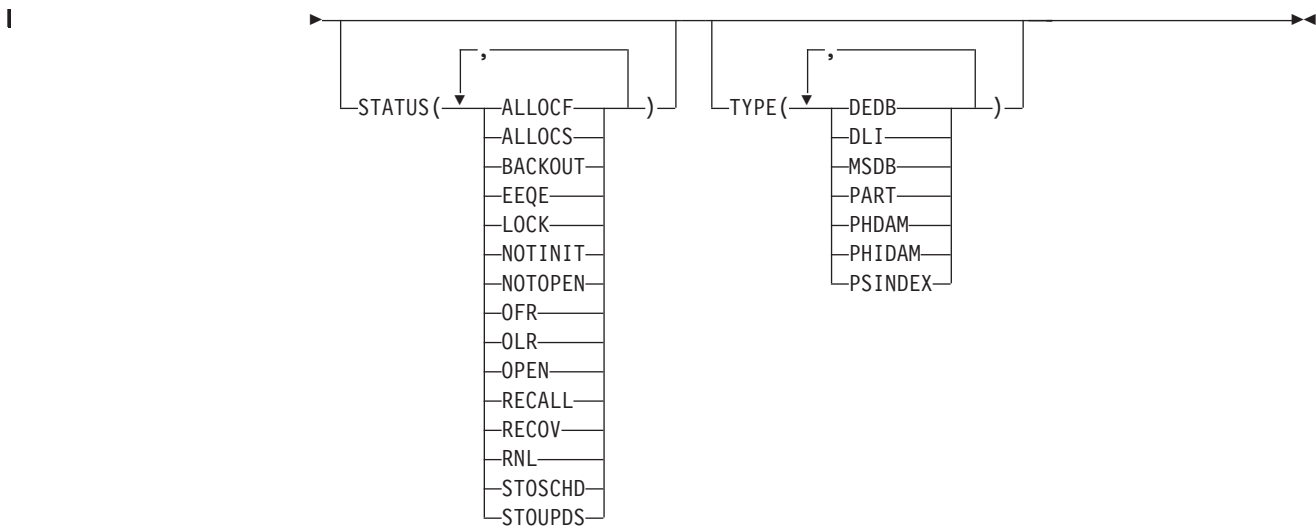 , ,
STATUS( ALLOCF ) TYPE( DEDB )
ALLOCS DLI
BACKOUT MSDB
EEQE PART
LOCK PHDAM
NOTINIT PHIDAM
NOTOPEN PSINDEX
OFR
OLR
OPEN
RECALL
RECOV
RNL
STOSCHD
STOUPDS